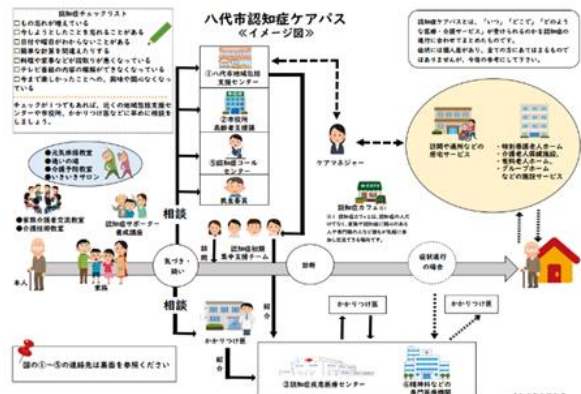 認知症チェックリスト
□もの忘れが増えている
□今しようとしたことを忘れることがある
□日付や曜日がわからないことがある
□簡単な計算を間違えたりする
□料理や家事などが段取りが悪くなっている
□テレビ番組の内容の理解ができなくなっている
□今まで楽しかったことへの、興味や関心なくなっている
チェックが1つでもあれば、近くの地域包括支援センターや市役所、かかりつけ医などに早めに相談をしましょう。
八代市認知症ケアパス
≪イメージ図≫
認知症ケアパスとは、「いつ」「どこで」「どのような医療・介護サービス」が受けられるのかを認知症の進行に合わせてまとめたものです。
症状には個人差があり、全ての方にあてはまるものではありませんが、今後の参考にして下さい。
①八代市地域包括
支援センター
②市役所
高齢者支援課
⑤認知症コール
センター
民生委員
ケアマネジャー
訪問や通所などの
居宅サービス
・特別養護老人ホーム
・介護老人保健施設、
有料老人ホーム、
グループホーム
などの施設サービス
●元気体操教室
●通いの場
●介護予防教室
●いきいきサロン
●家族介護者交流教室
●介護技術教室
認知症サポーター
養成講座
相談
訪問
認知症初期
集中支援チーム
認知症カフェ※
本人
家族
気づき・
疑い
診断
症状進行
の場合
相談
紹介
かかりつけ医
紹介
かかりつけ医
かかりつけ医
図の①～⑤の連絡先は裏面を参照ください
③認知症疾患医療センター
④精神科などの
専門医療機関